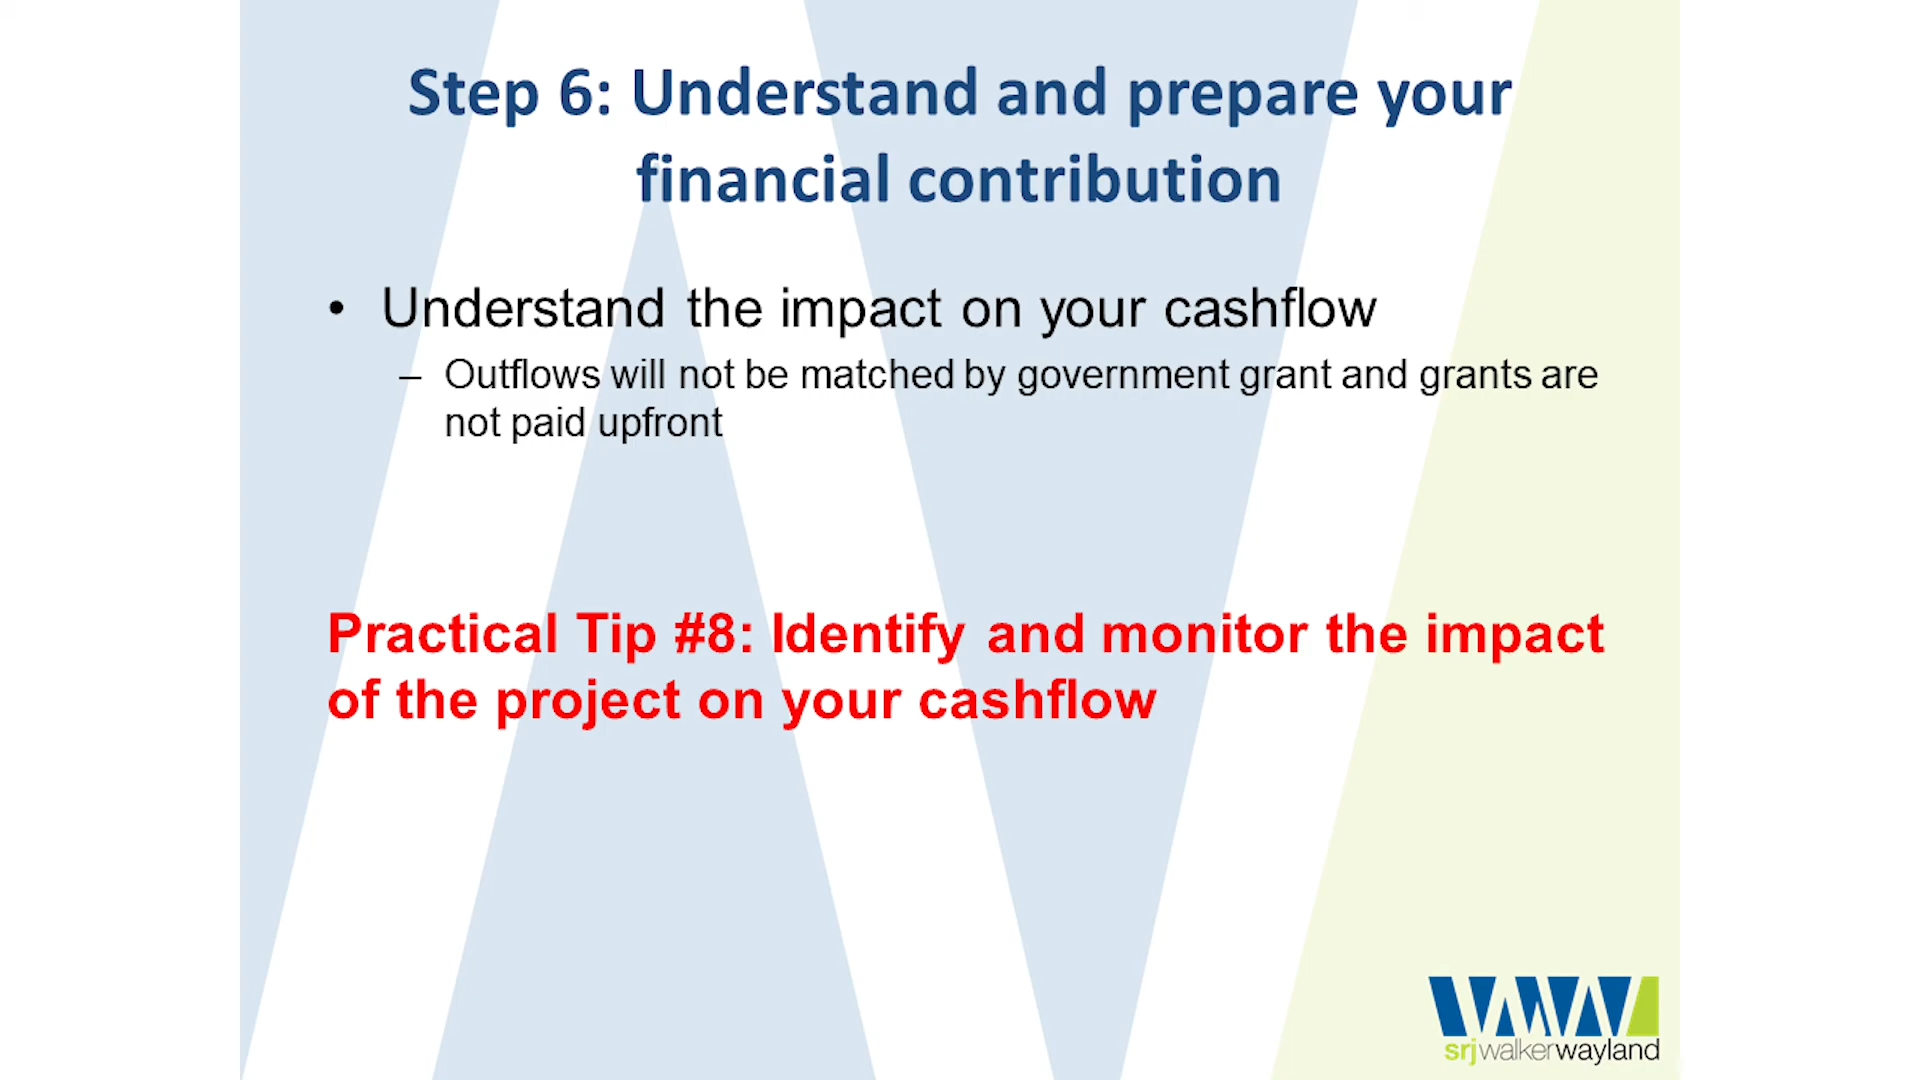 Step 6: Understand and prepare your
financial contribution
• Understand the impact on your cashflow
– Outflows will not be matched by government grant and grants are
not paid upfront
Practical Tip #8: Identify and monitor the impact
of the project on your cashflow
srjwalkerwayland